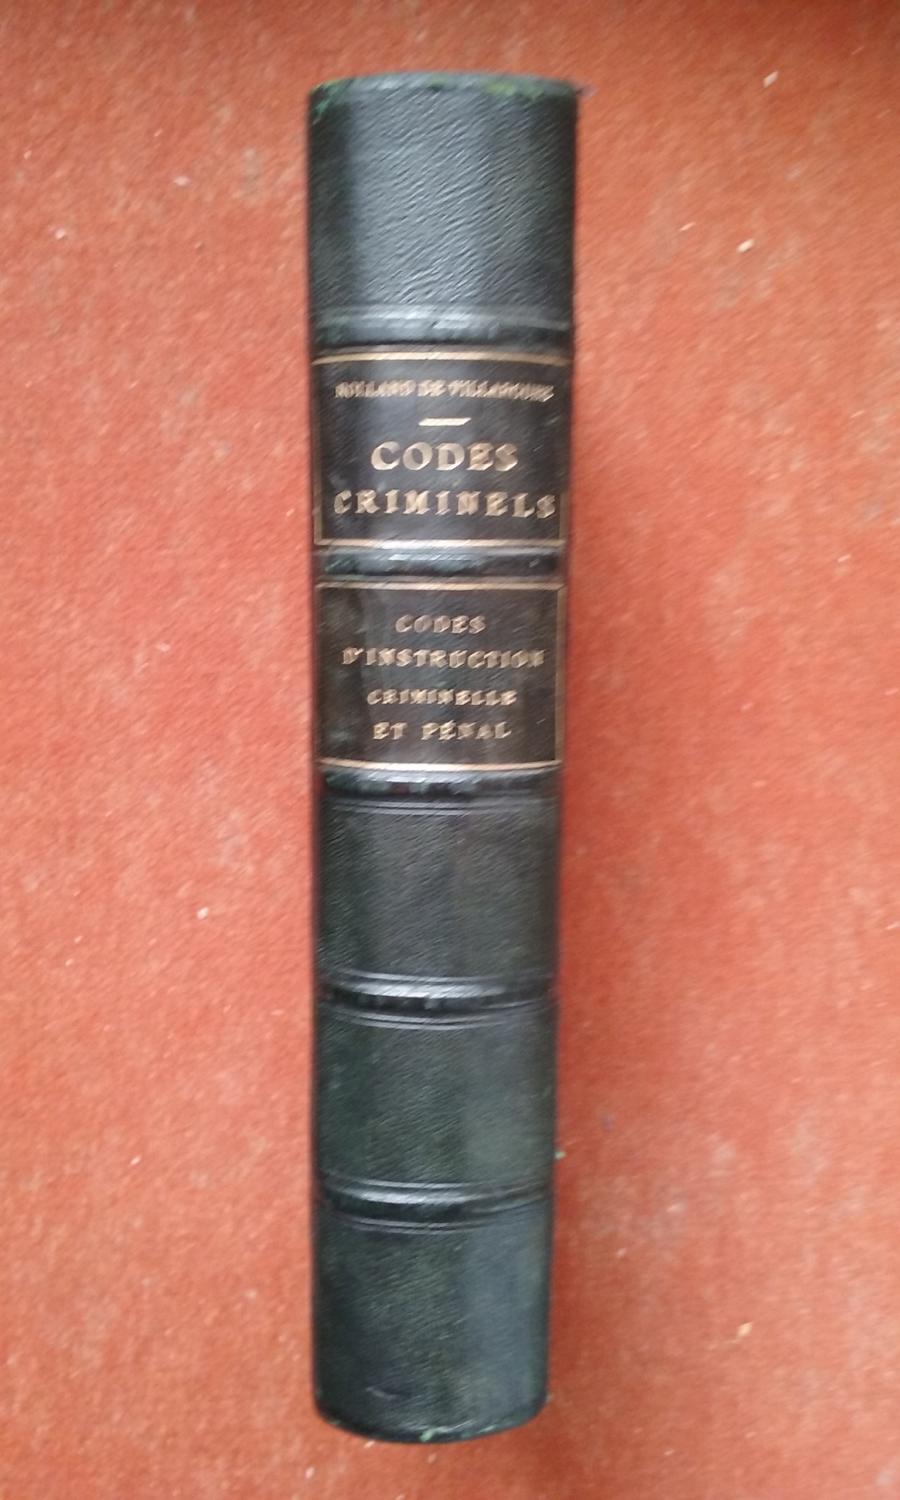 ROLLAND DE VILLARGUES
CODES
CRIMINELS
CODES
D'INSTRUCTION
CRIMINELLE
ET PÉNAL